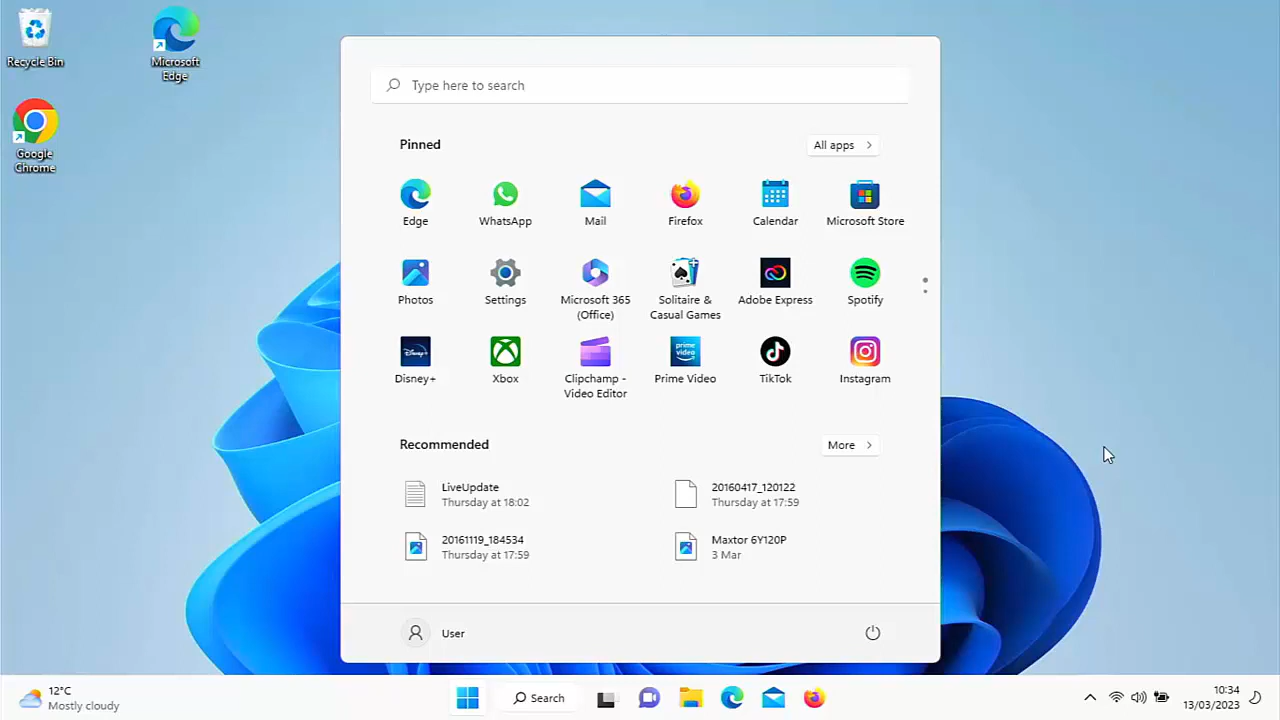 Recycle Bin
Microsoft
Edge
Google
Chrome
Type here to search
Pinned
All apps
Edge
WhatsApp
Mail
Firefox
Calendar
Microsoft Store
Photos
Settings
Microsoft 365
(Office)
Solitaire &
Casual Games
Adobe Express
Spotify
Disney+
Disney+
Xbox
Clipchamp -
Video Editor
prime
video
Prime Video
TikTok
Instagram
Recommended
More
LiveUpdate
Thursday at 18:02
20160417_120122
Thursday at 17:59
20161119_184534
Thursday at 17:59
Maxtor 6Y120P
3 Mar
User
12°C
Mostly cloudy
Search
10:34
13/03/2023